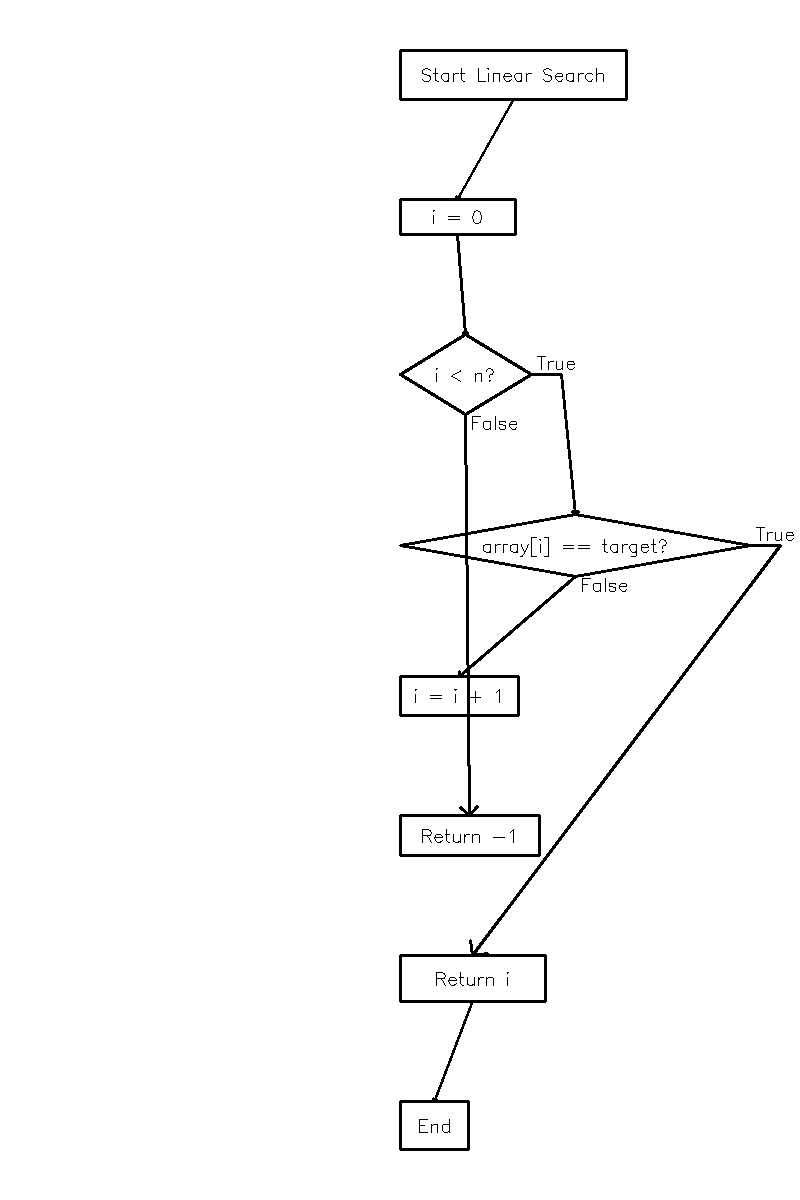 Start Linear Search
i = 0
True
i < n?
False
True
array[i] == target?
False
i = i + 1
Return -1
Return i
End